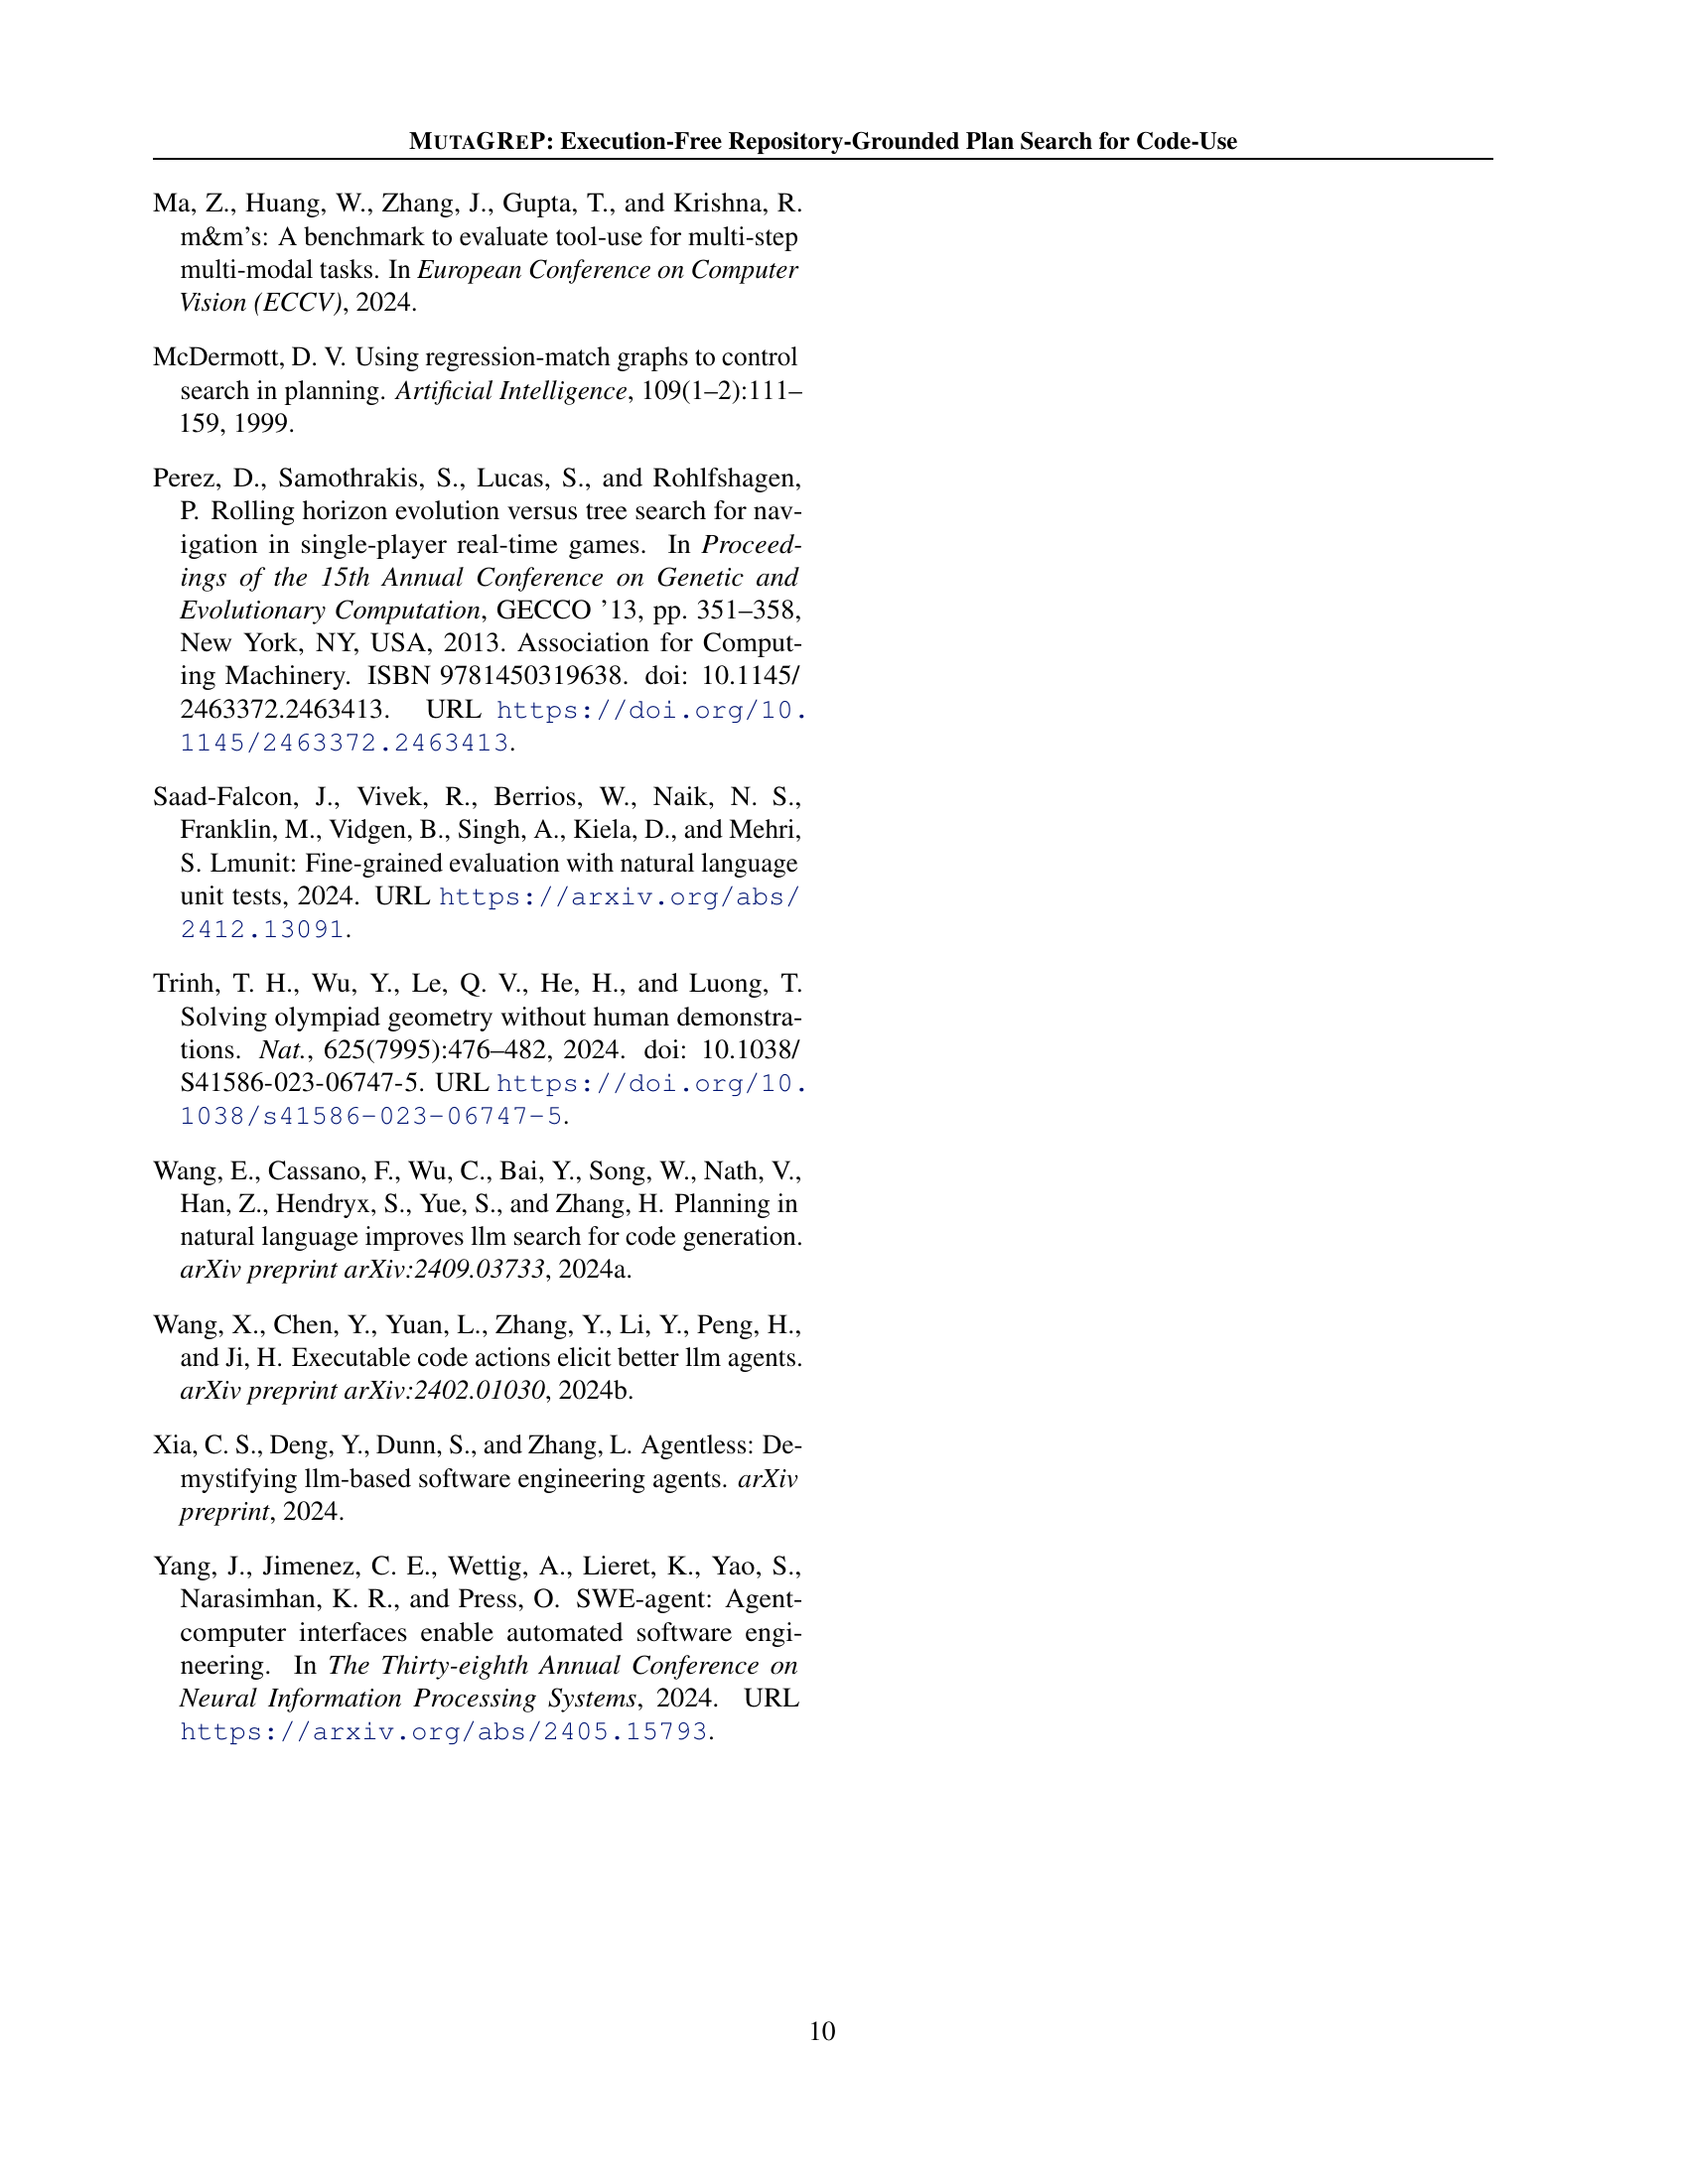 MUTAGREP: Execution-Free Repository-Grounded Plan Search for Code-Use
Ma, Z., Huang, W., Zhang, J., Gupta, T., and Krishna, R.
m&m's: A benchmark to evaluate tool-use for multi-step
multi-modal tasks. In European Conference on Computer
Vision (ECCV), 2024.
McDermott, D. V. Using regression-match graphs to control
search in planning. Artificial Intelligence, 109(1–2):111–
159, 1999.
Perez, D., Samothrakis, S., Lucas, S., and Rohlfshagen,
P. Rolling horizon evolution versus tree search for nav-
igation in single-player real-time games. In Proceed-
ings of the 15th Annual Conference on Genetic and
Evolutionary Computation, GECCO ’13, pp. 351–358,
New York, NY, USA, 2013. Association for Comput-
ing Machinery. ISBN 9781450319638. doi: 10.1145/
2463372.2463413. URL https://doi.org/10.
1145/2463372.2463413.
Saad-Falcon, J., Vivek, R., Berrios, W., Naik, N. S.,
Franklin, M., Vidgen, B., Singh, A., Kiela, D., and Mehri,
S. Lmunit: Fine-grained evaluation with natural language
unit tests, 2024. URL https://arxiv.org/abs/
2412.13091.
Trinh, T. H., Wu, Y., Le, Q. V., He, H., and Luong, T.
Solving olympiad geometry without human demonstra-
tions. Nat., 625(7995):476–482, 2024. doi: 10.1038/
S41586-023-06747-5. URL https://doi.org/10.
1038/s41586-023-06747-5.
Wang, E., Cassano, F., Wu, C., Bai, Y., Song, W., Nath, V.,
Han, Z., Hendryx, S., Yue, S., and Zhang, H. Planning in
natural language improves llm search for code generation.
arXiv preprint arXiv:2409.03733, 2024a.
Wang, X., Chen, Y., Yuan, L., Zhang, Y., Li, Y., Peng, H.,
and Ji, H. Executable code actions elicit better llm agents.
arXiv preprint arXiv:2402.01030, 2024b.
Xia, C. S., Deng, Y., Dunn, S., and Zhang, L. Agentless: De-
mystifying llm-based software engineering agents. arXiv
preprint, 2024.
Yang, J., Jimenez, C. E., Wettig, A., Lieret, K., Yao, S.,
Narasimhan, K. R., and Press, O. SWE-agent: Agent-
computer interfaces enable automated software engi-
neering. In The Thirty-eighth Annual Conference on
Neural Information Processing Systems, 2024. URL
https://arxiv.org/abs/2405.15793.
10